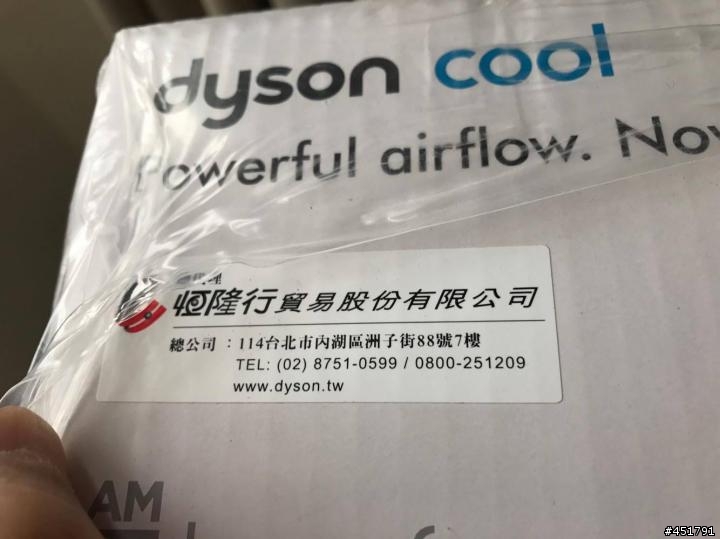 dyson cool
Powerful airflow.
恆隆行貿易股份有限公司
總公司：114台北市內湖區洲子街88號7樓
TEL: (02) 8751-0599 / 0800-251209
www.dyson.tw
AM
#451791